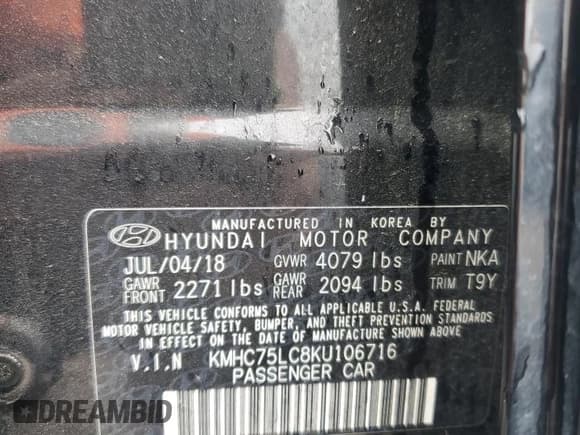 MANUFACTURED IN KOREA BY
HYUNDAI MOTOR COMPANY
JUL/04/18 GVWR 4079 lbs PAINT NKA
GAWR FRONT 2271 lbs GAWR REAR 2094 lbs TRIM T9Y
THIS VEHICLE CONFORMS TO ALL APPLICABLE U.S.A. FEDERAL
MOTOR VEHICLE SAFETY, BUMPER, AND THEFT PREVENTION STANDARDS
IN EFFECT ON THE DATE OF MANUFACTURE SHOWN ABOVE
V.I.N KMHC75LC8KU106716
PASSENGER CAR
DREAMBID